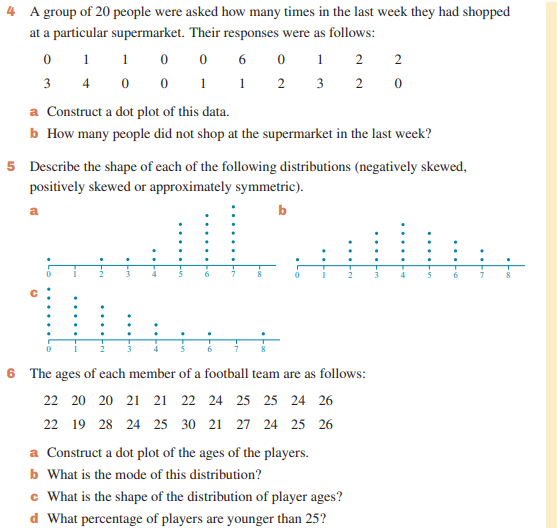 4 A group of 20 people were asked how many times in the last week they had shopped
at a particular supermarket. Their responses were as follows:
0 1 1 0 0 6 0 1 2 2
3 4 0 0 1 1 2 3 2 0
a Construct a dot plot of this data.
b How many people did not shop at the supermarket in the last week?
5 Describe the shape of each of the following distributions (negatively skewed,
positively skewed or approximately symmetric).
a
0 1 2 3 4 5 6 7 8
b
0 1 2 3 4 5 6 7 8
c
0 1 2 3 4 5 6 7 8
6 The ages of each member of a football team are as follows:
22 20 20 21 21 22 24 25 25 24 26
22 19 28 24 25 30 21 27 24 25 26
a Construct a dot plot of the ages of the players.
b What is the mode of this distribution?
c What is the shape of the distribution of player ages?
d What percentage of players are younger than 25?